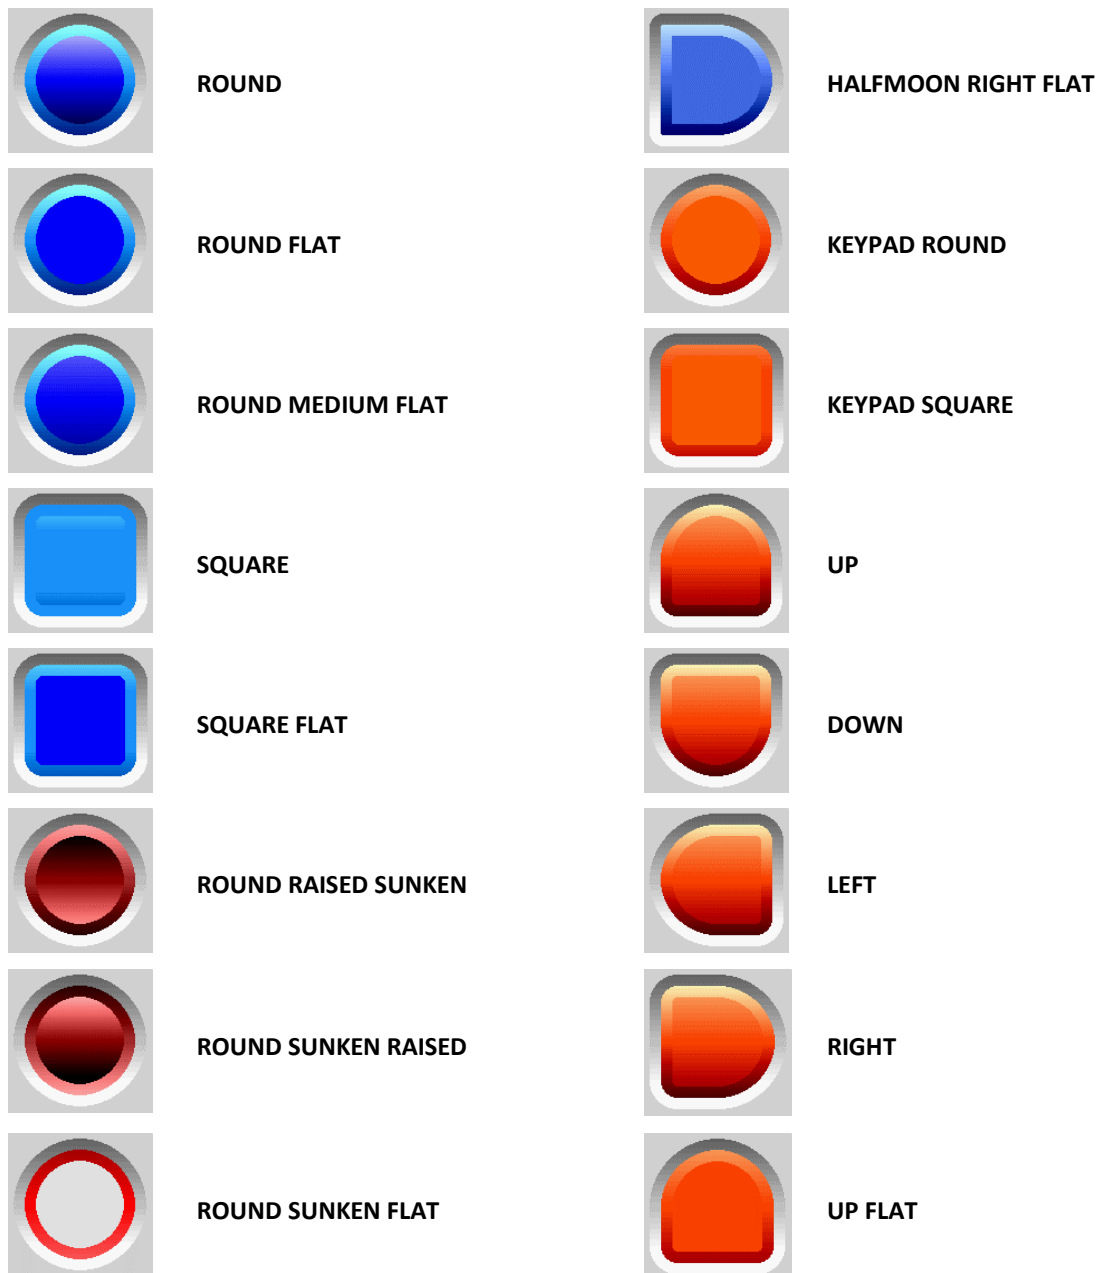 ROUND
HALFMOON RIGHT FLAT
ROUND FLAT
KEYPAD ROUND
ROUND MEDIUM FLAT
KEYPAD SQUARE
SQUARE
UP
SQUARE FLAT
DOWN
ROUND RAISED SUNKEN
LEFT
ROUND SUNKEN RAISED
RIGHT
ROUND SUNKEN FLAT
UP FLAT